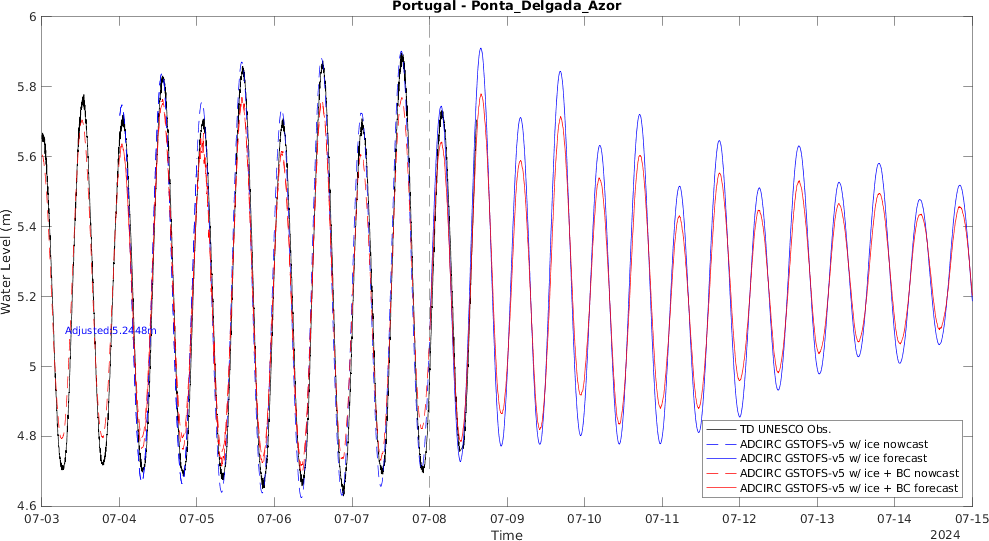 Portugal - Ponta_Delgada_Azor
Water Level (m)
6
5.8
5.6
5.4
5.2
5
4.8
4.6
Adjusted:5.2448m
TD UNESCO Obs.
ADCIRC GSTOFS-v5 w/ ice nowcast
ADCIRC GSTOFS-v5 w/ ice forecast
ADCIRC GSTOFS-v5 w/ ice + BC nowcast
ADCIRC GSTOFS-v5 w/ ice + BC forecast
07-03 07-04 07-05 07-06 07-07 07-08 07-09 07-10 07-11 07-12 07-13 07-14 07-15
Time
2024